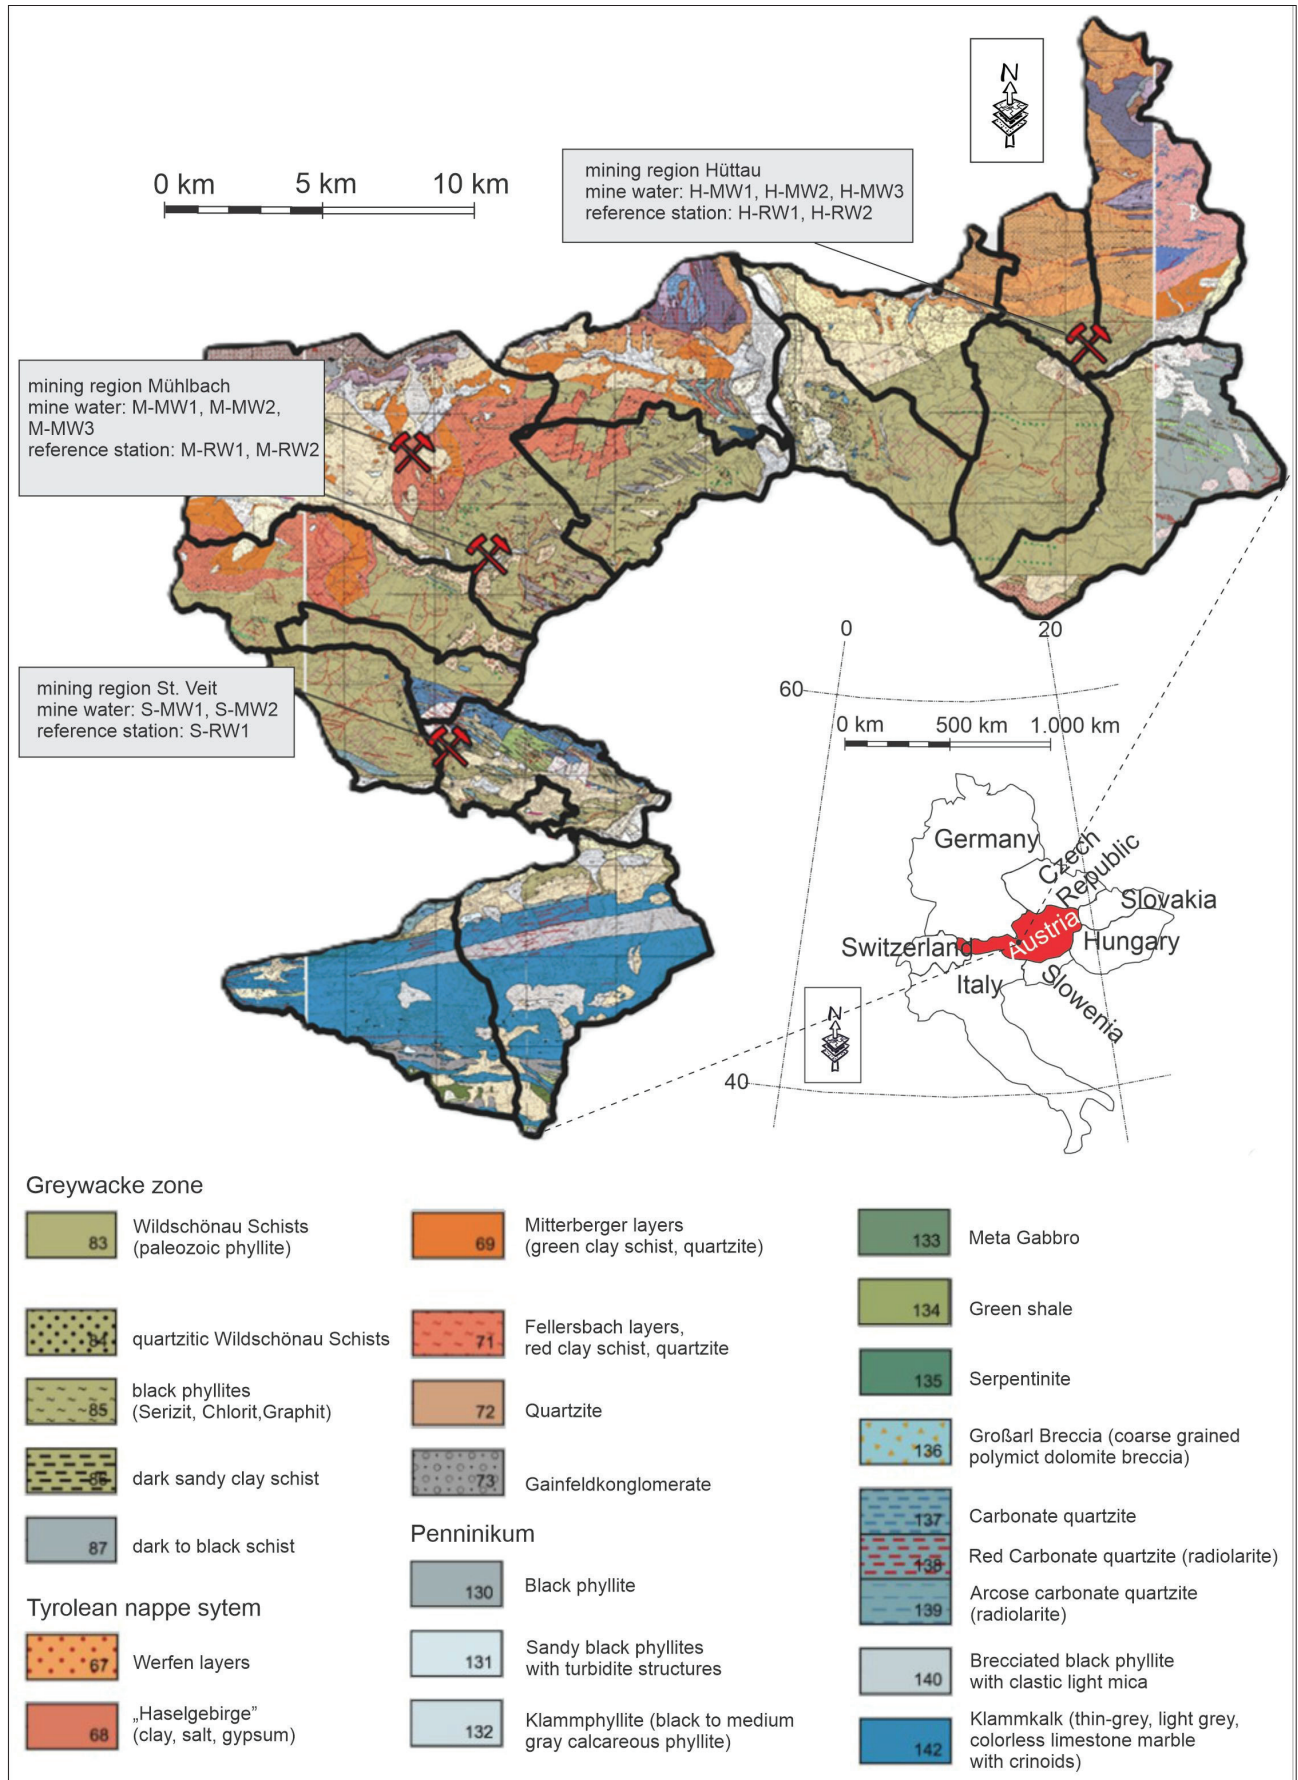 N
0 km 5 km 10 km
mining region Hüttau
mine water: H-MW1, H-MW2, H-MW3
reference station: H-RW1, H-RW2
mining region Mühlbach
mine water: M-MW1, M-MW2,
M-MW3
reference station: M-RW1, M-RW2
mining region St. Veit
mine water: S-MW1, S-MW2
reference station: S-RW1
0
20
60
0 km 500 km 1.000 km
Germany
Czech
Republic
Slovakia
Austria
Switzerland
Hungary
Italy
Slowenia
N
40
Greywacke zone
83
Wildschönau Schists
(paleozoic phyllite)
84
quartzitic Wildschönau Schists
85
black phyllites
(Serizit, Chlorit,Graphit)
86
dark sandy clay schist
87
dark to black schist
Tyrolean nappe sytem
67
Werfen layers
68
„Haselgebirge”
(clay, salt, gypsum)
69
Mitterberger layers
(green clay schist, quartzite)
71
Fellersbach layers,
red clay schist, quartzite
72
Quartzite
73
Gainfeldkonglomerate
Penninikum
130
Black phyllite
131
Sandy black phyllites
with turbidite structures
132
Klammphyllite (black to medium
gray calcareous phyllite)
133
Meta Gabbro
134
Green shale
135
Serpentinite
136
Großarl Breccia (coarse grained
polymict dolomite breccia)
137
Carbonate quartzite
138
Red Carbonate quartzite (radiolarite)
139
Arcose carbonate quartzite
(radiolarite)
140
Brecciated black phyllite
with clastic light mica
142
Klammkalk (thin-grey, light grey,
colorless limestone marble
with crinoids)